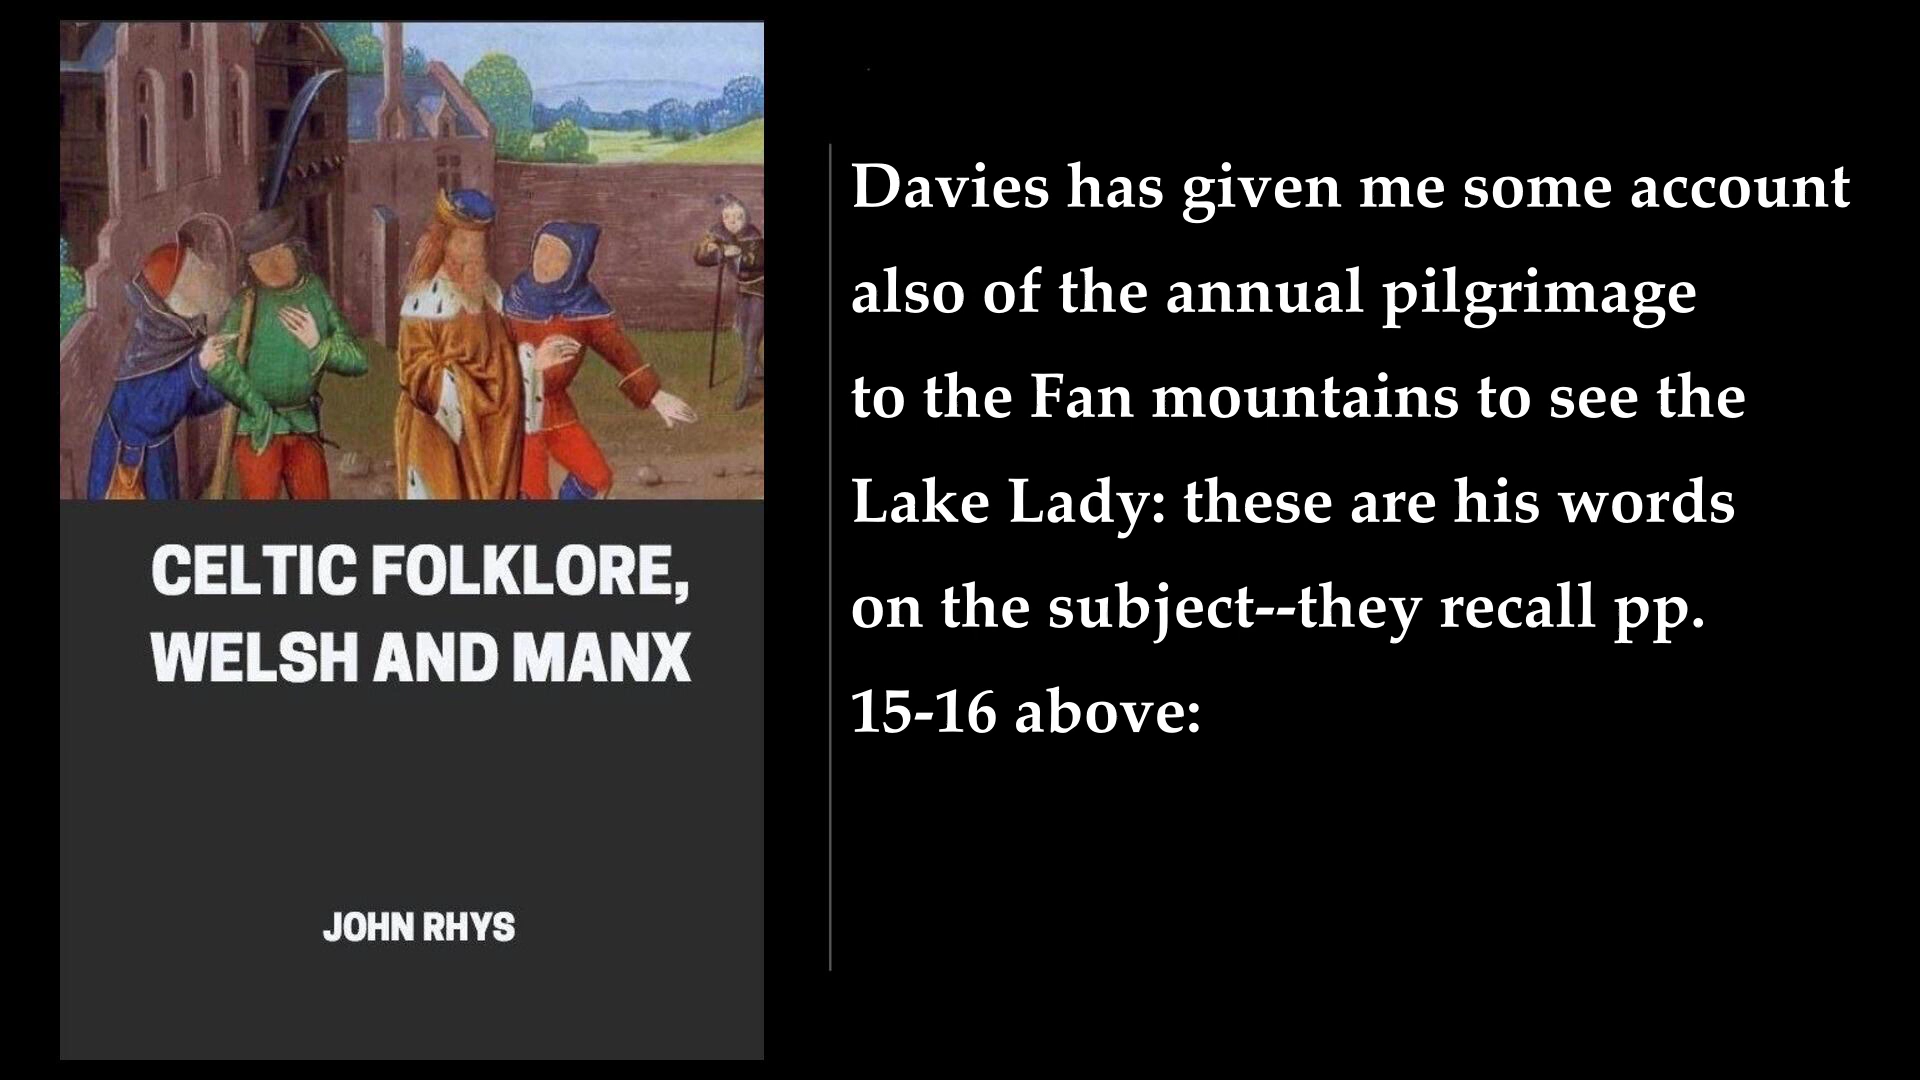 CELTIC FOLKLORE,
WELSH AND MANX
JOHN RHYS
Davies has given me some account
also of the annual pilgrimage
to the Fan mountains to see the
Lake Lady: these are his words
on the subject--they recall pp.
15-16 above: